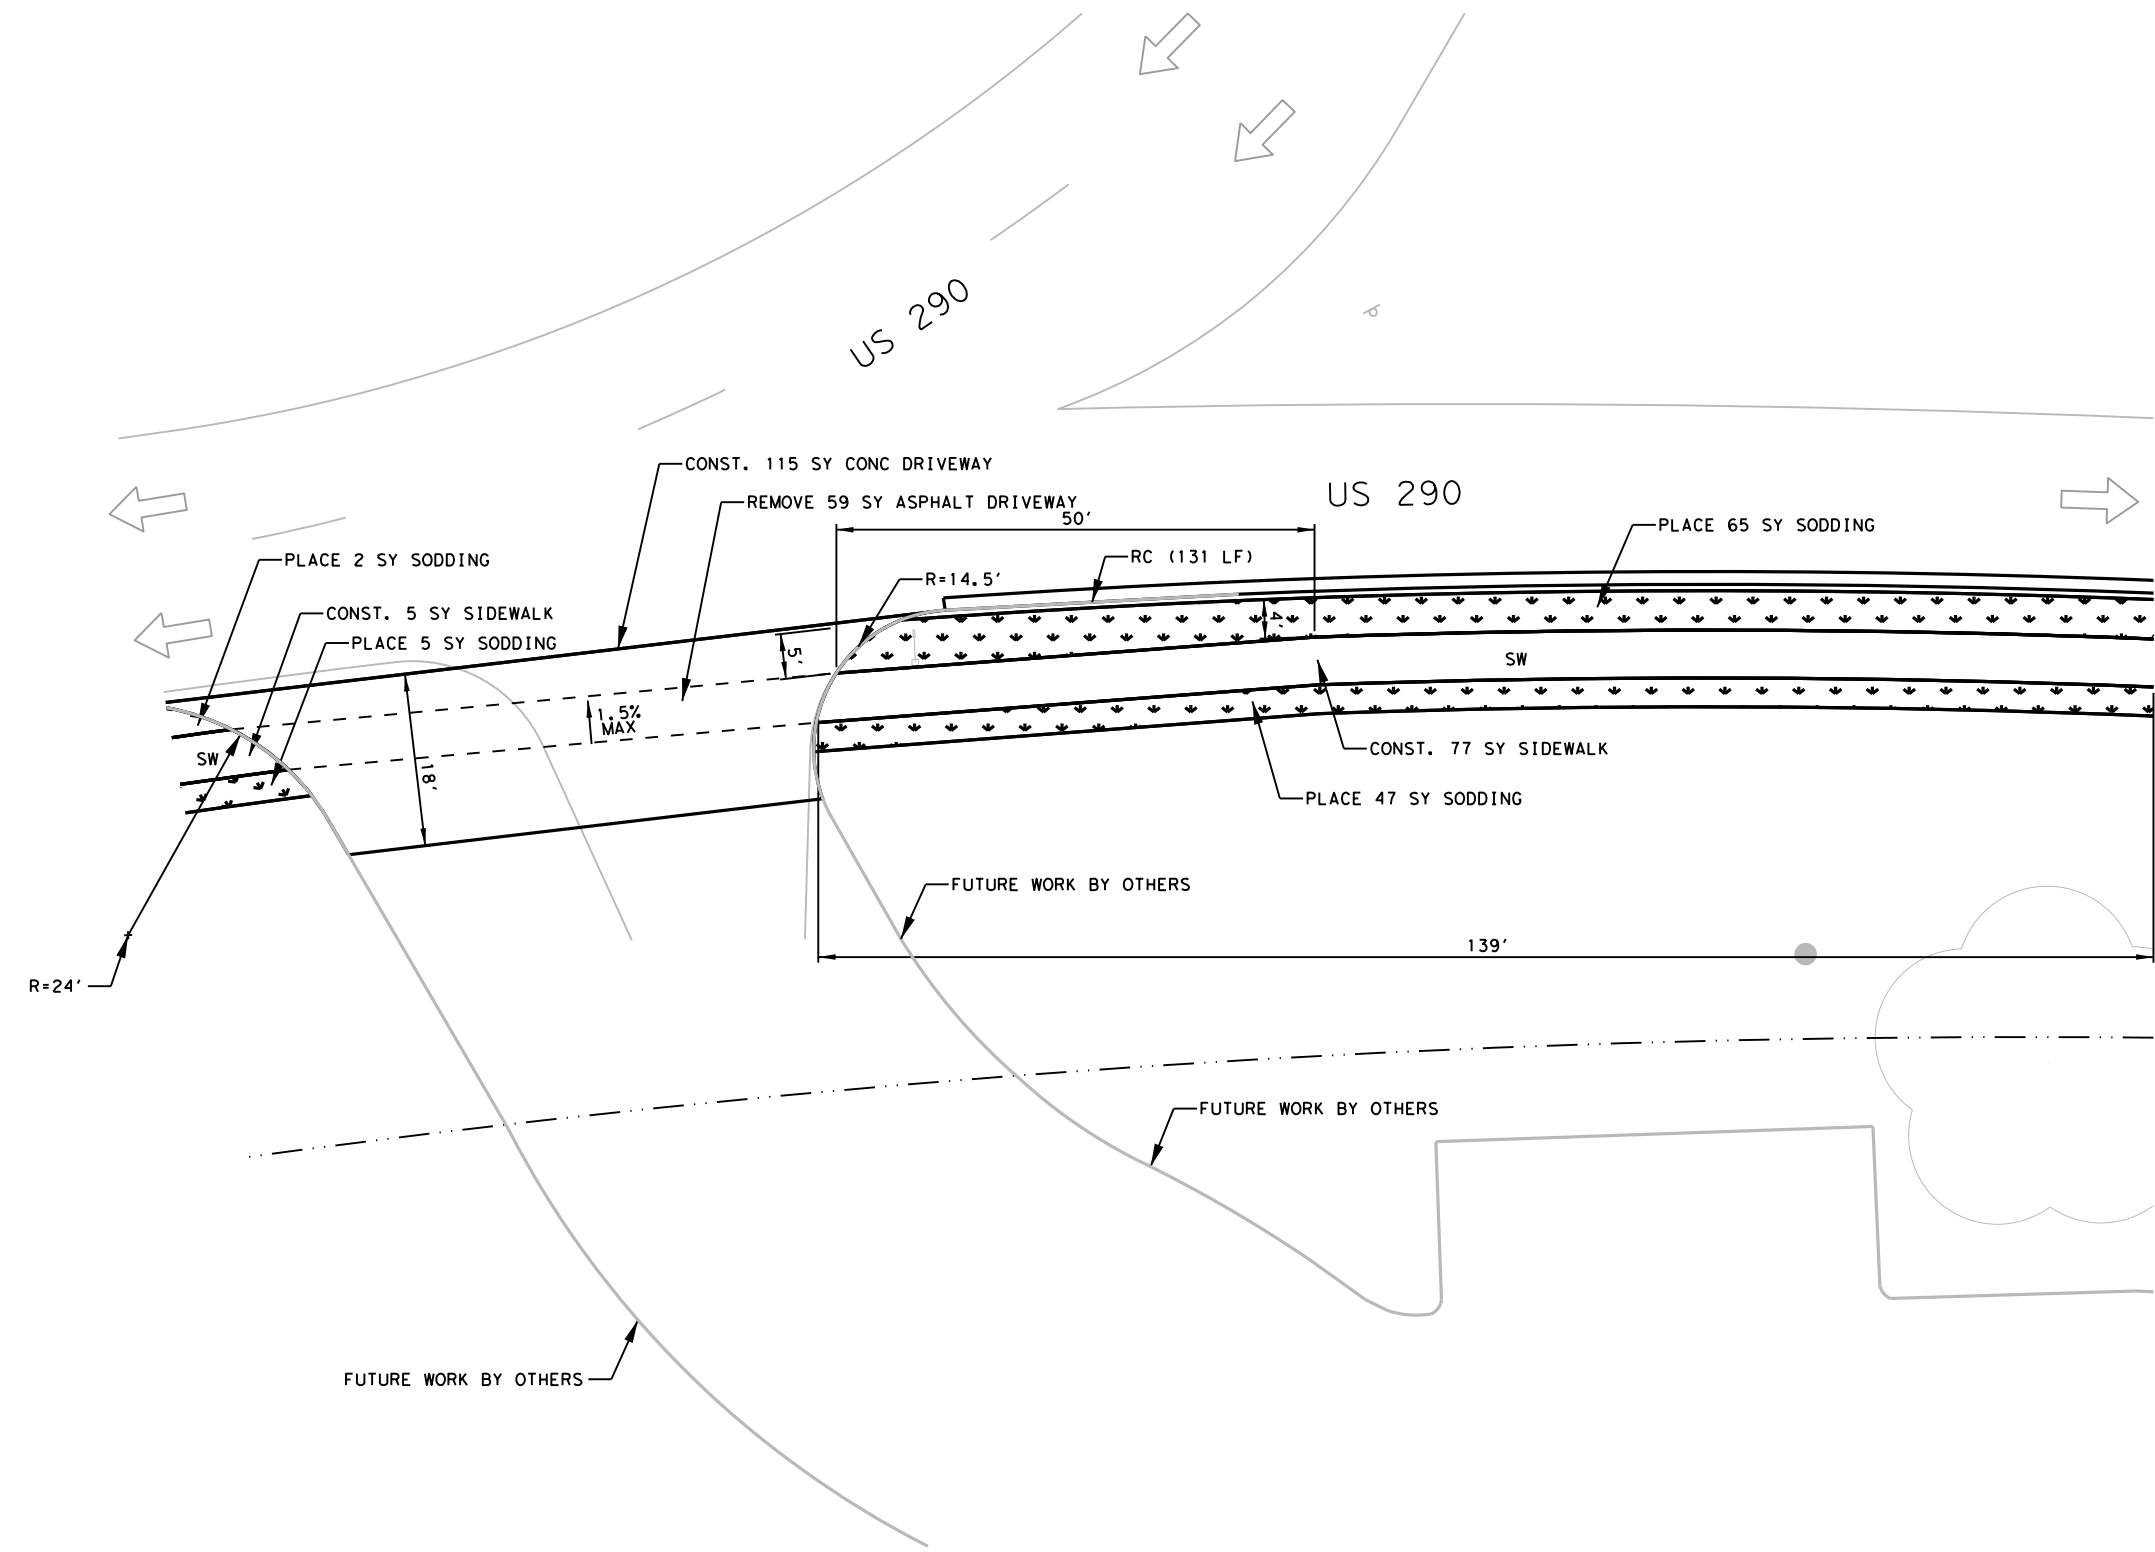 US 290
CONST. 115 SY CONC DRIVEWAY
REMOVE 59 SY ASPHALT DRIVEWAY
50'
US 290
PLACE 65 SY SODDING
PLACE 2 SY SODDING
RC (131 LF)
R=14.5'
CONST. 5 SY SIDEWALK
PLACE 5 SY SODDING
4'
5'
SW
1.5%
MAX
SW
18'
CONST. 77 SY SIDEWALK
PLACE 47 SY SODDING
FUTURE WORK BY OTHERS
139'
R=24'
FUTURE WORK BY OTHERS
FUTURE WORK BY OTHERS